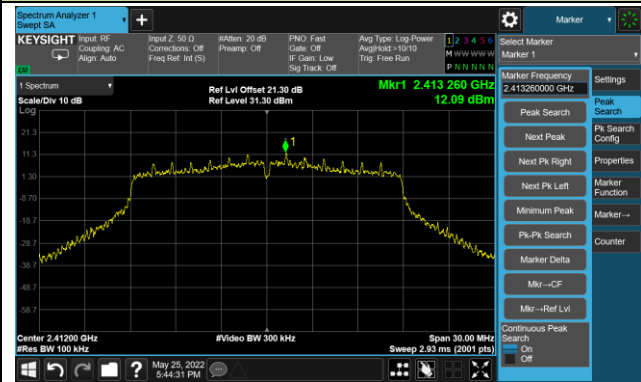 Spectrum Analyzer 1
Swept SA
Marker
KEYSIGHT Input: RF
Coupling: AC
Align: Auto
Input Z: 50 Ω
Corrections: Off
Freq Ref: Int (S)
#Atten: 20 dB
Preamp: Off
PNO: Fast
Gate: Off
IF Gain: Low
Sig Track: Off
Avg Type: Log-Power
Avg|Hold:>10/10
Trig: Free Run
1 2 3 4 5 6
M W W W W W
P N N N N N
Select Marker
Marker 1
1 Spectrum
Scale/Div 10 dB
Log
Ref Lvl Offset 21.30 dB
Ref Level 31.30 dBm
Mkr1 2.413 260 GHz
12.09 dBm
Marker Frequency
2.413260000 GHz
Settings
Peak Search
Peak
Search
Next Peak
Pk Search
Config
Next Pk Right
Properties
Next Pk Left
Marker
Function
Minimum Peak
Marker→
Pk-Pk Search
Counter
Marker Delta
Mkr→CF
Mkr→Ref Lvl
Continuous Peak
Search
On
Off
21.3
11.3
1.30
-8.70
-18.7
-28.7
-38.7
-48.7
-58.7
1
Center 2.41200 GHz
#Res BW 100 kHz
#Video BW 300 kHz
Span 30.00 MHz
Sweep 2.93 ms (2001 pts)
May 25, 2022
5:44:31 PM